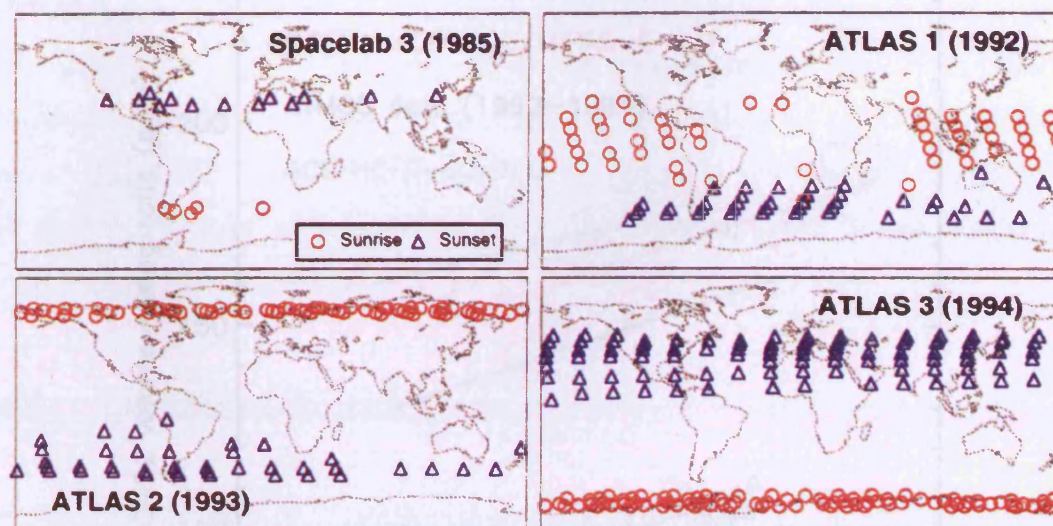 Spacelab 3 (1985)
ATLAS 1 (1992)
Sunrise Sunset
ATLAS 3 (1994)
ATLAS 2 (1993)